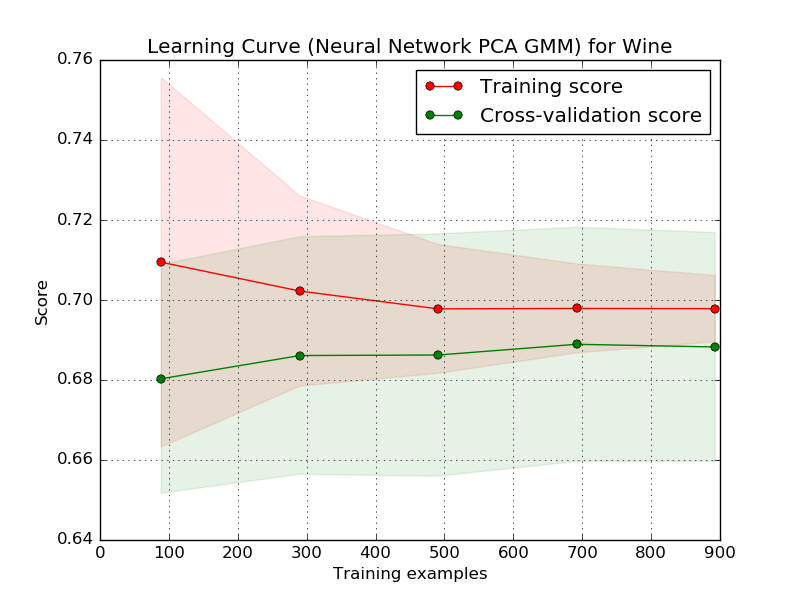 Learning Curve (Neural Network PCA GMM) for Wine
Training score
Cross-validation score
0.76
0.74
0.72
0.70
0.68
0.66
0.64
Score
0 100 200 300 400 500 600 700 800 900
Training examples